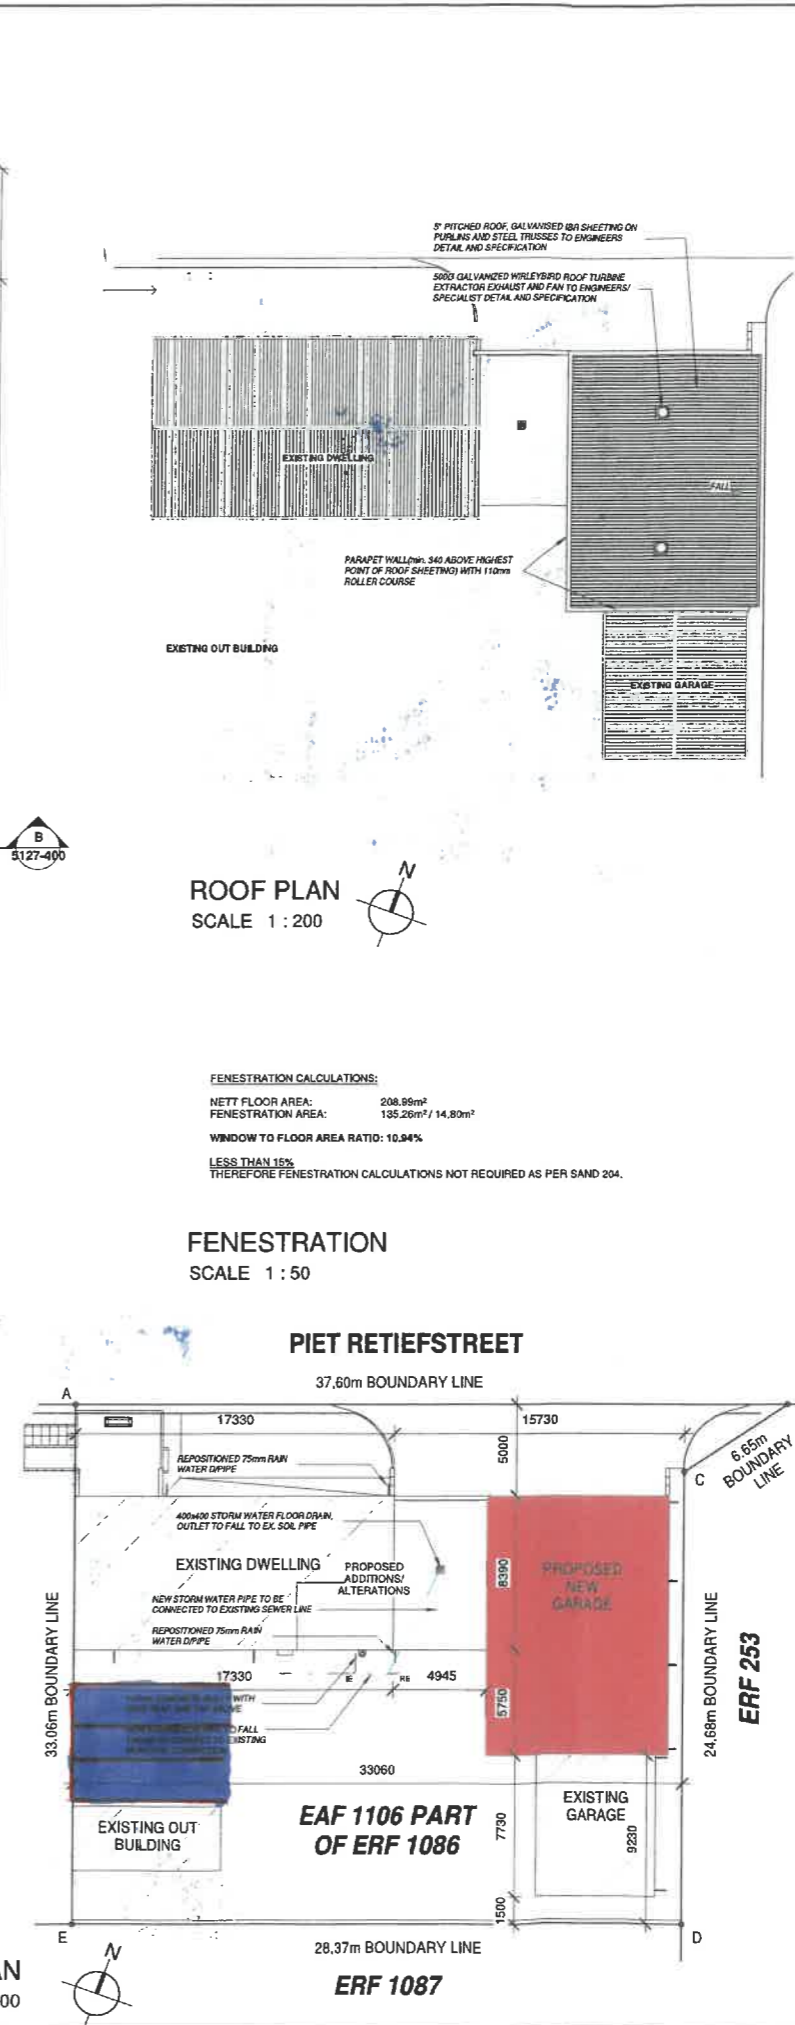 5° PITCHED ROOF, GALVANISED IBR SHEETING ON
PURLINS AND STEEL TRUSSES TO ENGINEERS
DETAIL AND SPECIFICATION
GALVANIZED WIRLEYBIRD ROOF TURBINE
EXTRACTOR EXHAUST AND FAN TO ENGINEERS/
SPECIALIST DETAIL AND SPECIFICATION
EXISTING DWELLING
FALL
PARAPET WALL(min. 340 ABOVE HIGHEST
POINT OF ROOF SHEETING) WITH 110mm
ROLLER COURSE
EXISTING OUT BUILDING
EXISTING GARAGE
B
5127-400
N
ROOF PLAN
SCALE 1 : 200
FENESTRATION CALCULATIONS:
NETT FLOOR AREA: 208.99m²
FENESTRATION AREA: 135.26m² / 14,80m²
WINDOW TO FLOOR AREA RATIO: 10.94%
LESS THAN 15%
THEREFORE FENESTRATION CALCULATIONS NOT REQUIRED AS PER SAND 204.
FENESTRATION
SCALE 1 : 50
PIET RETIEFSTREET
37,60m BOUNDARY LINE
A
17330
15730
5000
6.65m
BOUNDARY
LINE
C
REPOSITIONED 75mm RAIN
WATER D/PIPE
400x400 STORM WATER FLOOR DRAIN,
OUTLET TO FALL TO EX. SOIL PIPE
EXISTING DWELLING
PROPOSED
ADDITIONS/
ALTERATIONS
8390
PROPOSED
NEW
GARAGE
NEW STORM WATER PIPE TO BE
CONNECTED TO EXISTING SEWER LINE
REPOSITIONED 75mm RAIN
WATER D/PIPE
33.06m BOUNDARY LINE
24,68m BOUNDARY LINE
ERF 253
17330
IE
RE
4945
5750
WITH
TO FALL
EXISTING
33060
EXISTING OUT
BUILDING
EAF 1106 PART
OF ERF 1086
7730
EXISTING
GARAGE
9230
1500
E
D
N
28,37m BOUNDARY LINE
ERF 1087
AN
00